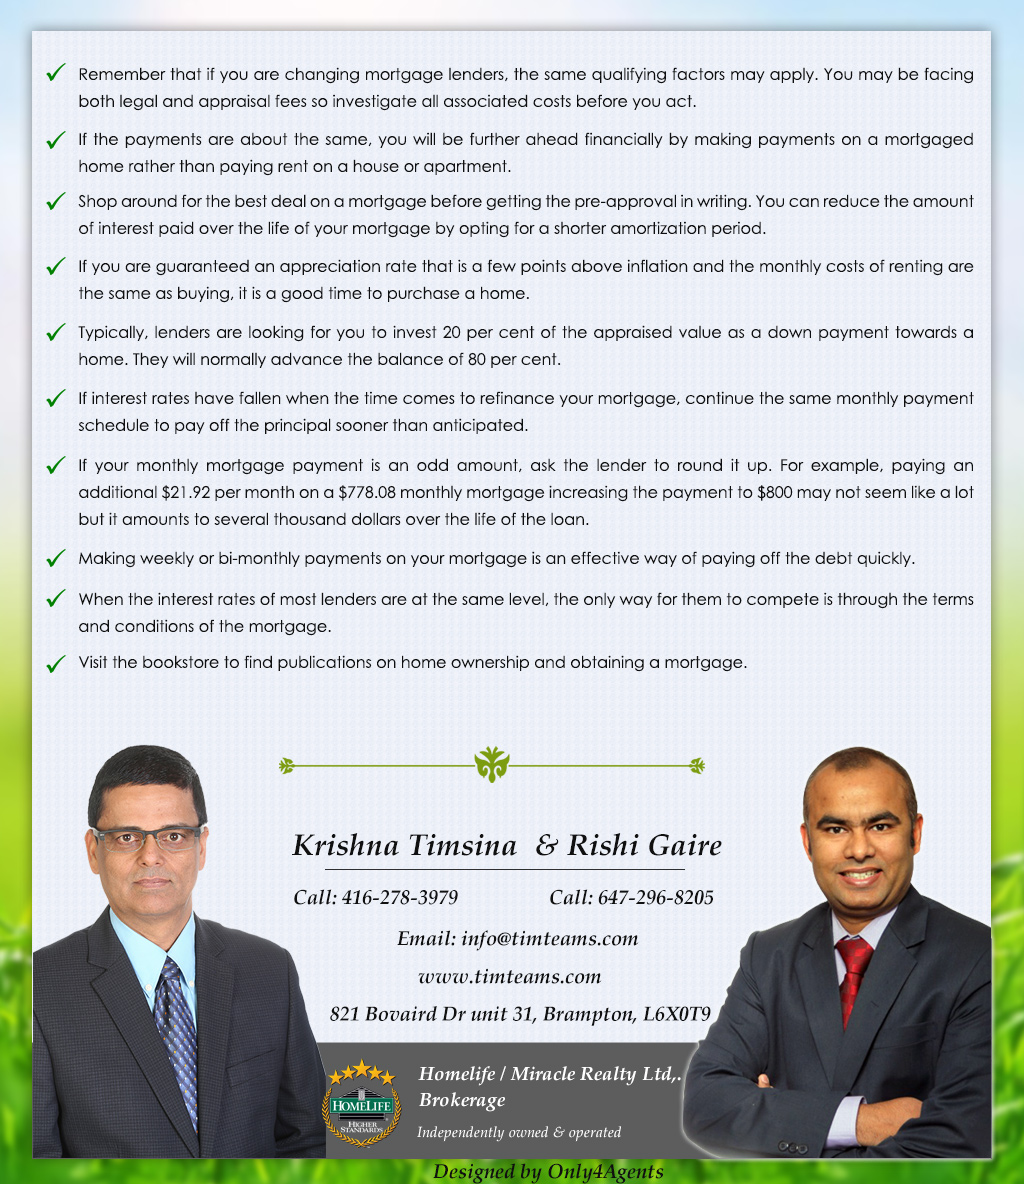 Remember that if you are changing mortgage lenders, the same qualifying factors may apply. You may be facing
both legal and appraisal fees so investigate all associated costs before you act.
If the payments are about the same, you will be further ahead financially by making payments on a mortgaged
home rather than paying rent on a house or apartment.
Shop around for the best deal on a mortgage before getting the pre-approval in writing. You can reduce the amount
of interest paid over the life of your mortgage by opting for a shorter amortization period.
If you are guaranteed an appreciation rate that is a few points above inflation and the monthly costs of renting are
the same as buying, it is a good time to purchase a home.
Typically, lenders are looking for you to invest 20 per cent of the appraised value as a down payment towards a
home. They will normally advance the balance of 80 per cent.
If interest rates have fallen when the time comes to refinance your mortgage, continue the same monthly payment
schedule to pay off the principal sooner than anticipated.
If your monthly mortgage payment is an odd amount, ask the lender to round it up. For example, paying an
additional $21.92 per month on a $778.08 monthly mortgage increasing the payment to $800 may not seem like a lot
but it amounts to several thousand dollars over the life of the loan.
Making weekly or bi-monthly payments on your mortgage is an effective way of paying off the debt quickly.
When the interest rates of most lenders are at the same level, the only way for them to compete is through the terms
and conditions of the mortgage.
Visit the bookstore to find publications on home ownership and obtaining a mortgage.
Krishna Timsina & Rishi Gaire
Call: 416-278-3979 Call: 647-296-8205
Email: info@timteams.com
www.timteams.com
821 Bovaird Dr unit 31, Brampton, L6X0T9
Homelife / Miracle Realty Ltd,.
Brokerage
Independently owned & operated
HOMELIFE
HIGHER
STANDARDS
Designed by Only4Agents